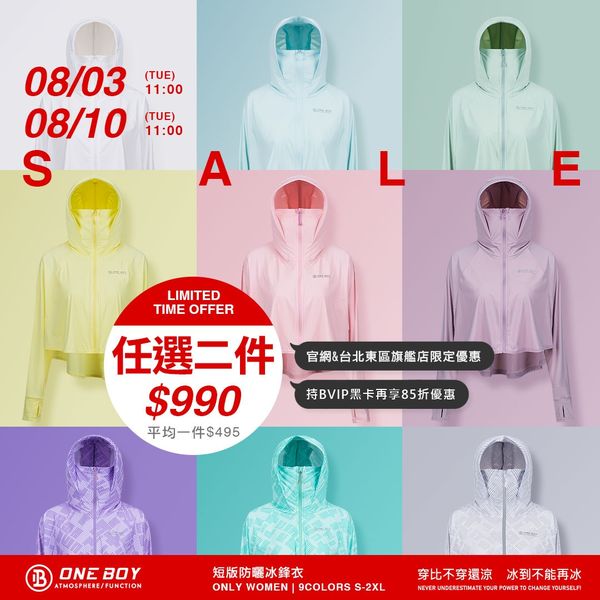 08/03 (TUE) 11:00
08/10 (TUE) 11:00
S A L E
LIMITED
TIME OFFER
任選二件
$990
平均一件$495
官網&台北東區旗艦店限定優惠
持BVIP黑卡再享85折優惠
ONE BOY
ATMOSPHERE/FUNCTION
短版防曬冰鋒衣
ONLY WOMEN | 9COLORS S-2XL
穿比不穿還涼 冰到不能再冰
NEVER UNDERESTIMATE YOUR POWER TO CHANGE YOURSELF!